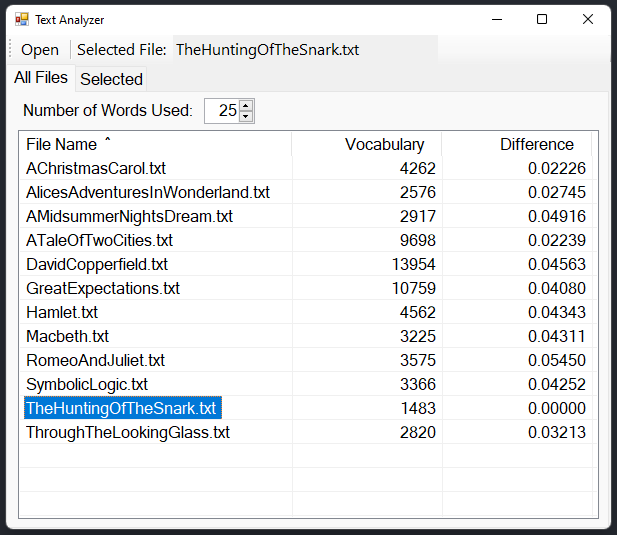 Text Analyzer
Open Selected File: TheHuntingOfTheSnark.txt
All Files Selected
Number of Words Used: 25
File Name Vocabulary Difference
AChristmasCarol.txt 4262 0.02226
AlicesAdventuresInWonderland.txt 2576 0.02745
AMidsummerNightsDream.txt 2917 0.04916
ATaleOfTwoCities.txt 9698 0.02239
DavidCopperfield.txt 13954 0.04563
GreatExpectations.txt 10759 0.04080
Hamlet.txt 4562 0.04343
Macbeth.txt 3225 0.04311
RomeoAndJuliet.txt 3575 0.05450
SymbolicLogic.txt 3366 0.04252
TheHuntingOfTheSnark.txt 1483 0.00000
ThroughTheLookingGlass.txt 2820 0.03213